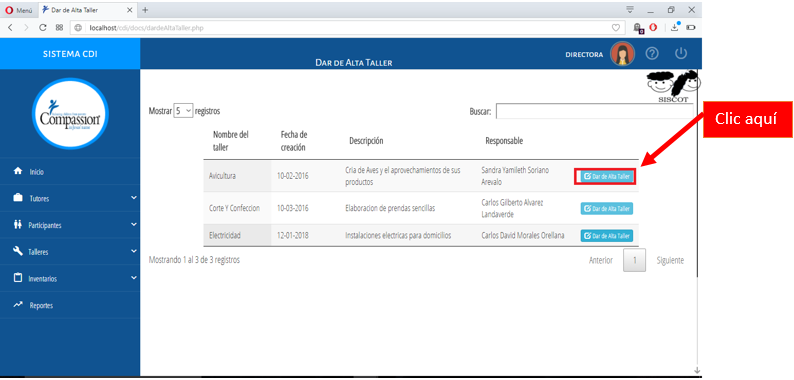 Menú
Dar de Alta Taller
localhost/cdi/docs/dardeAltaTaller.php
SISTEMA CDI
DAR DE ALTA TALLER
DIRECTORA
Compassion
SISCOT
Mostrar 5 registros
Buscar:
Clic aquí
Nombre del taller
Fecha de creación
Descripción
Responsable
Avicultura
10-02-2016
Cria de Aves y el aprovechamientos de sus productos
Sandra Yamileth Soriano Arevalo
Dar de Alta Taller
Corte Y Confeccion
10-03-2016
Elaboracion de prendas sencillas
Carlos Gilberto Alvarez Landaverde
Dar de Alta Taller
Electricidad
12-01-2018
Instalaciones electricas para domicilios
Carlos David Morales Orellana
Dar de Alta Taller
Mostrando 1 al 3 de 3 registros
Anterior
1
Siguiente
Inicio
Tutores
Participantes
Talleres
Inventarios
Reportes